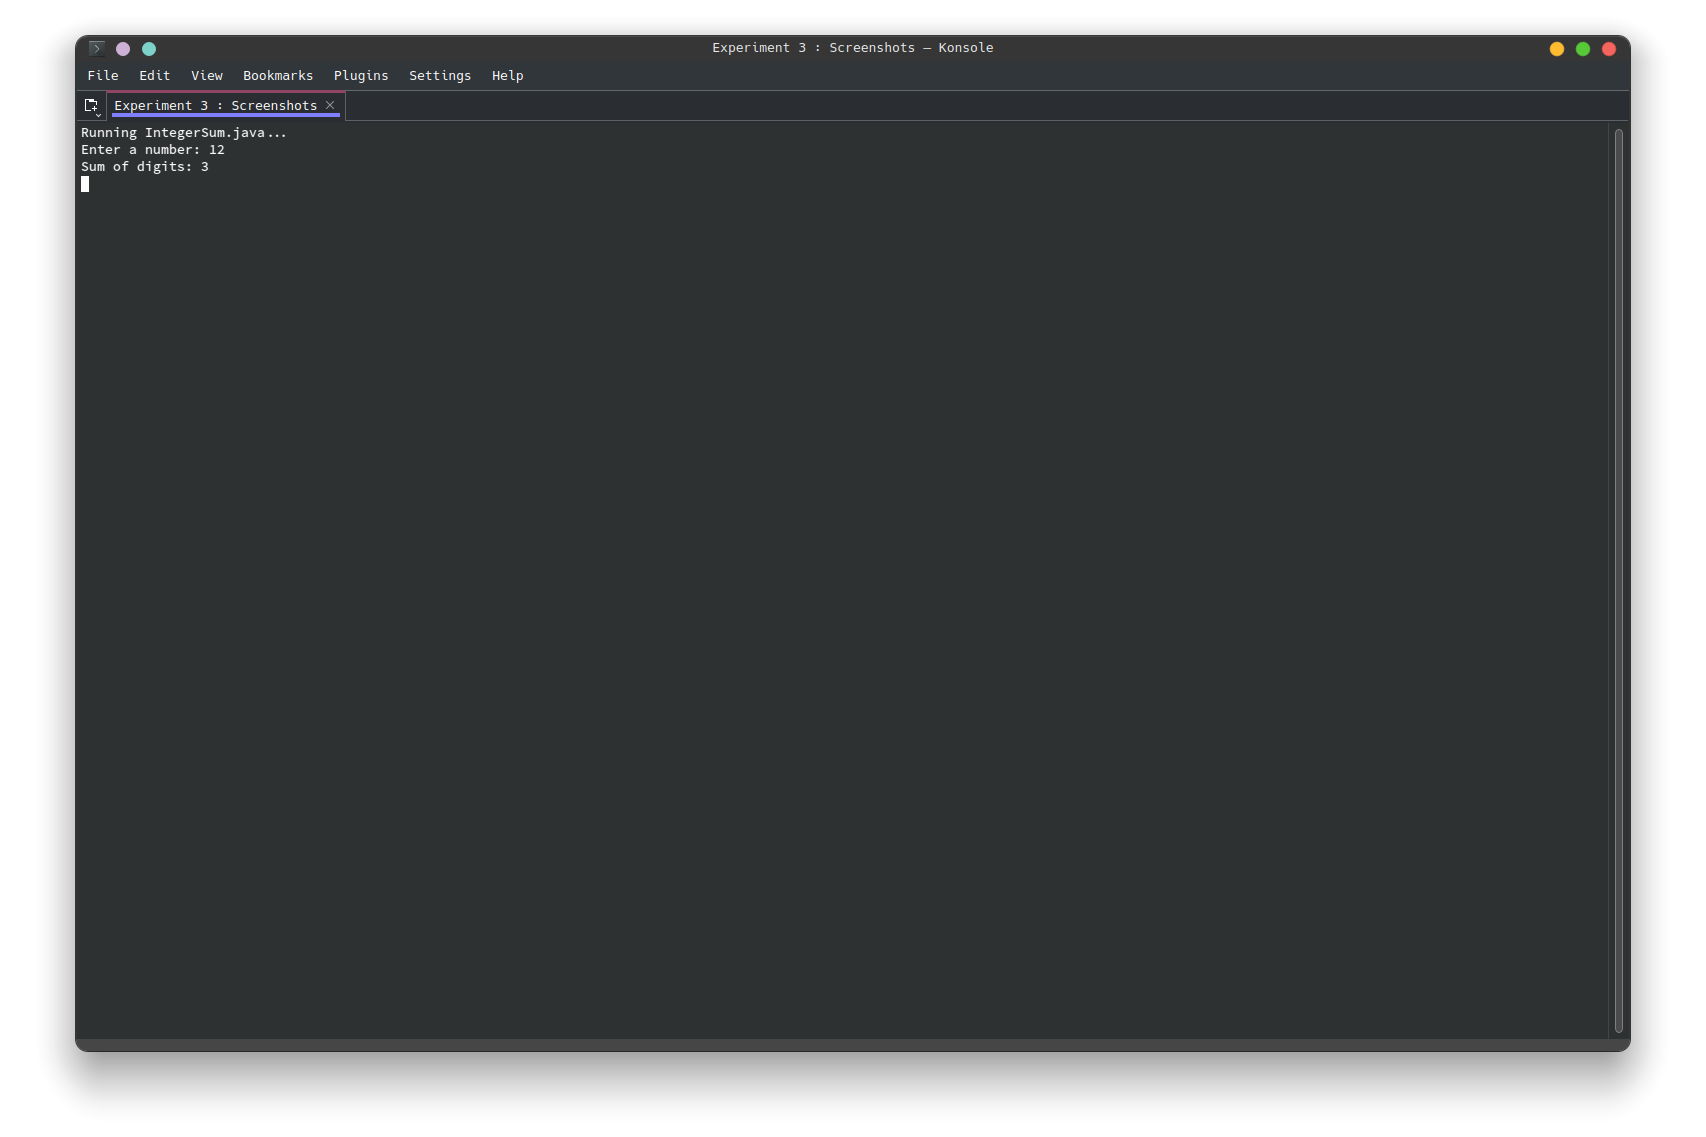 Experiment 3 : Screenshots — Konsole
File Edit View Bookmarks Plugins Settings Help
Experiment 3 : Screenshots
Running IntegerSum.java...
Enter a number: 12
Sum of digits: 3